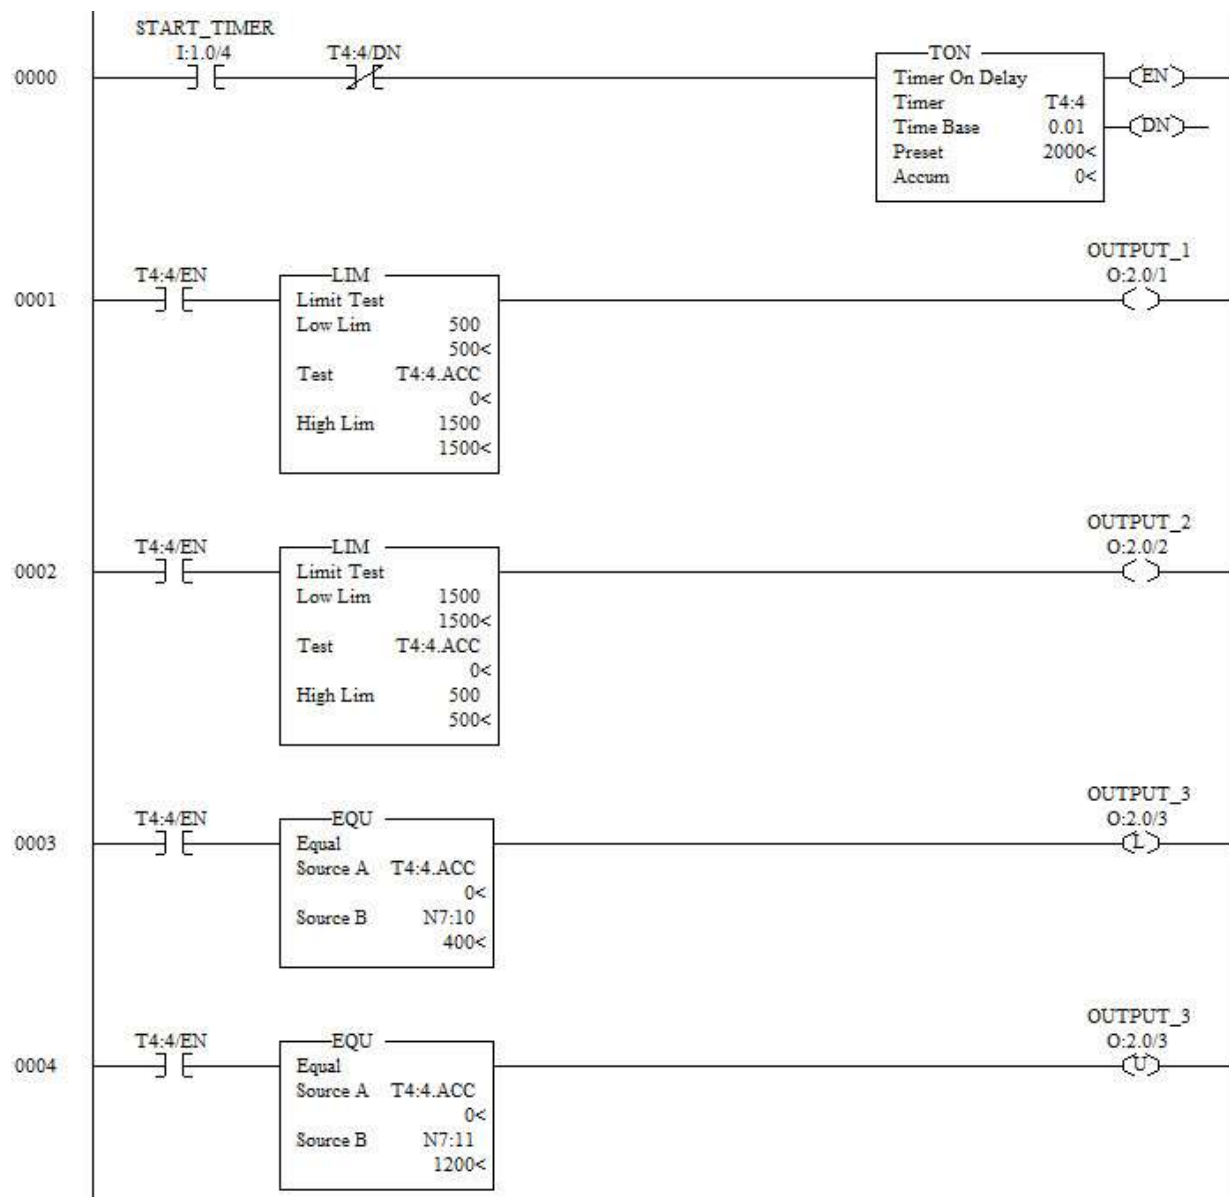 START_TIMER
I:1.0/4 T4:4/DN TON
0000 Timer On Delay EN
Timer T4:4
Time Base 0.01 DN
Preset 2000<
Accum 0<
OUTPUT_1
T4:4/EN LIM O:2.0/1
0001 Limit Test
Low Lim 500
500<
Test T4:4.ACC
0<
High Lim 1500
1500<
OUTPUT_2
T4:4/EN LIM O:2.0/2
0002 Limit Test
Low Lim 1500
1500<
Test T4:4.ACC
0<
High Lim 500
500<
OUTPUT_3
T4:4/EN EQU O:2.0/3
0003 Equal L
Source A T4:4.ACC
0<
Source B N7:10
400<
OUTPUT_3
T4:4/EN EQU O:2.0/3
0004 Equal U
Source A T4:4.ACC
0<
Source B N7:11
1200<